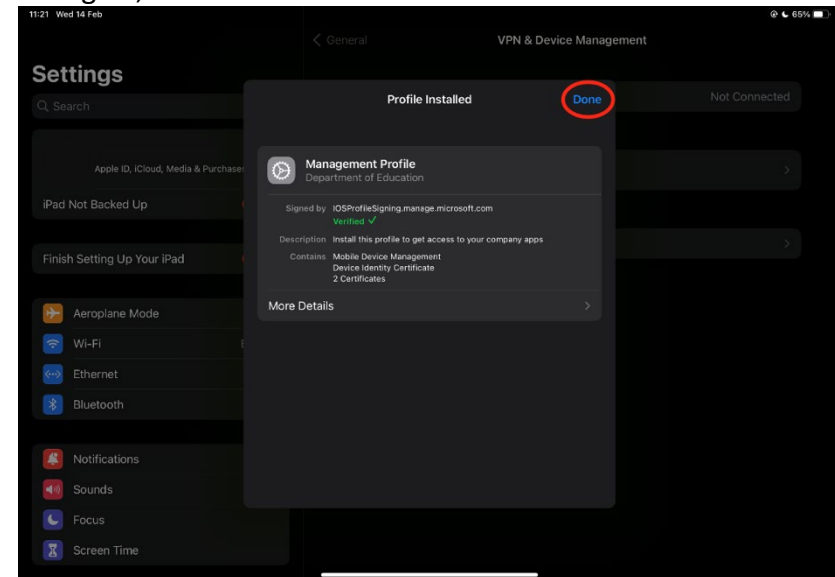 11:21 Wed 14 Feb
65%
General
VPN & Device Management
Settings
Search
Not Connected
Profile Installed
Done
Apple ID, iCloud, Media &
Management Profile
Department of Education
iPad Not Backed Up
Signed by IOSProfileSigning.manage.microsoft.com
Verified ✓
Description Install this profile to get access to your company apps
Contains Mobile Device Management
Device Identity Certificate
2 Certificates
Finish Setting Up Your iPad
More Details
Aeroplane Mode
Wi-Fi
Ethernet
Bluetooth
Notifications
Sounds
Focus
Screen Time